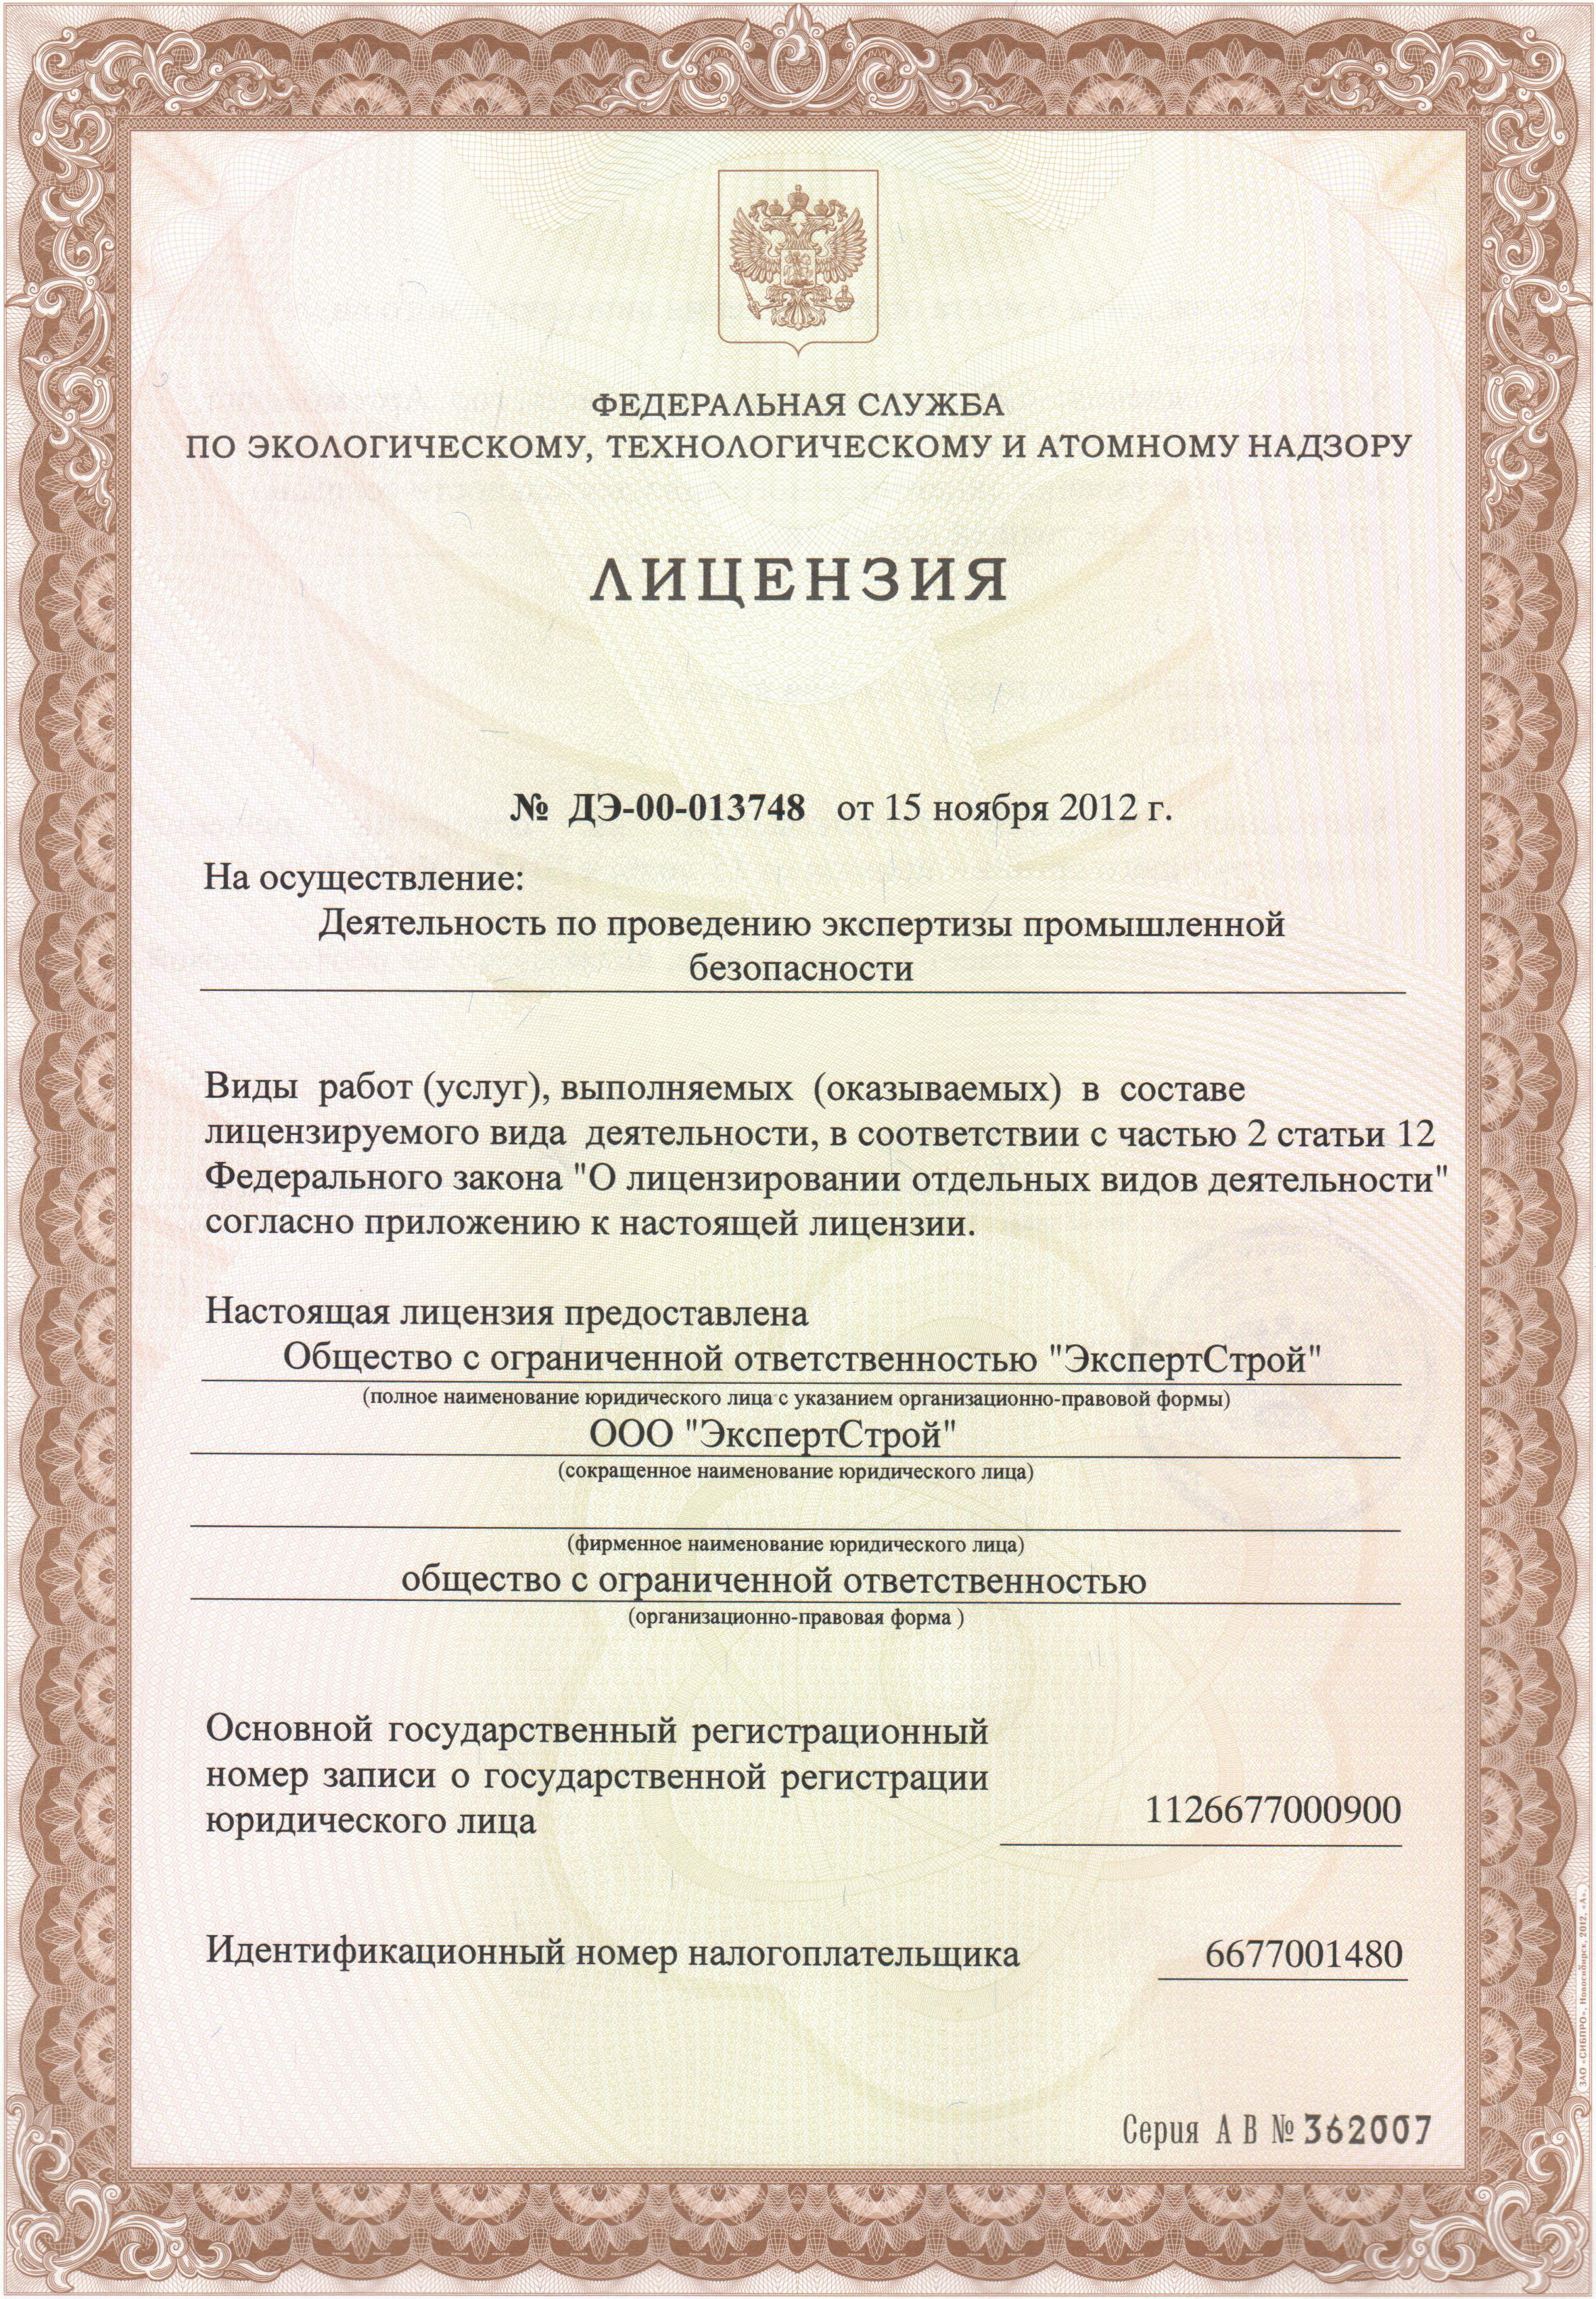 ФЕДЕРАЛЬНАЯ СЛУЖБА
ПО ЭКОЛОГИЧЕСКОМУ, ТЕХНОЛОГИЧЕСКОМУ И АТОМНОМУ НАДЗОРУ
ЛИЦЕНЗИЯ
№ ДЭ-00-013748 от 15 ноября 2012 г.
На осуществление:
Деятельность по проведению экспертизы промышленной
безопасности
Виды работ (услуг), выполняемых (оказываемых) в составе
лицензируемого вида деятельности, в соответствии с частью 2 статьи 12
Федерального закона "О лицензировании отдельных видов деятельности"
согласно приложению к настоящей лицензии.
Настоящая лицензия предоставлена
Общество с ограниченной ответственностью "ЭкспертСтрой"
(полное наименование юридического лица с указанием организационно-правовой формы)
ООО "ЭкспертСтрой"
(сокращенное наименование юридического лица)
(фирменное наименование юридического лица)
общество с ограниченной ответственностью
(организационно-правовая форма )
Основной государственный регистрационный
номер записи о государственной регистрации
юридического лица
1126677000900
Идентификационный номер налогоплательщика 6677001480
Серия А В № 362007
ЗАО «СИБПРО», Новосибирск, 2012, «А».